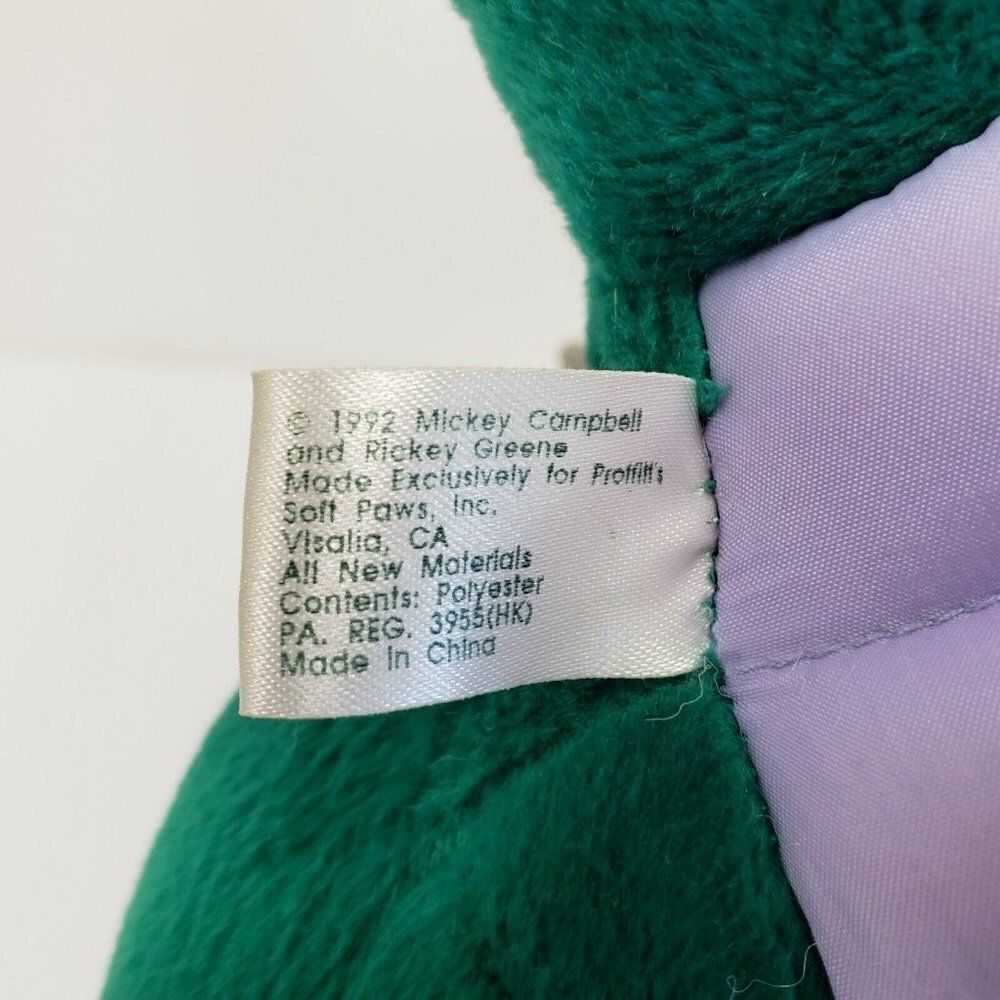 © 1992 Mickey Campbell
and Rickey Greene
Made Exclusively for Proffitt's
Soft Paws, Inc.
Visalia, CA
All New Materials
Contents: Polyester
PA. REG. 3955(HK)
Made in China